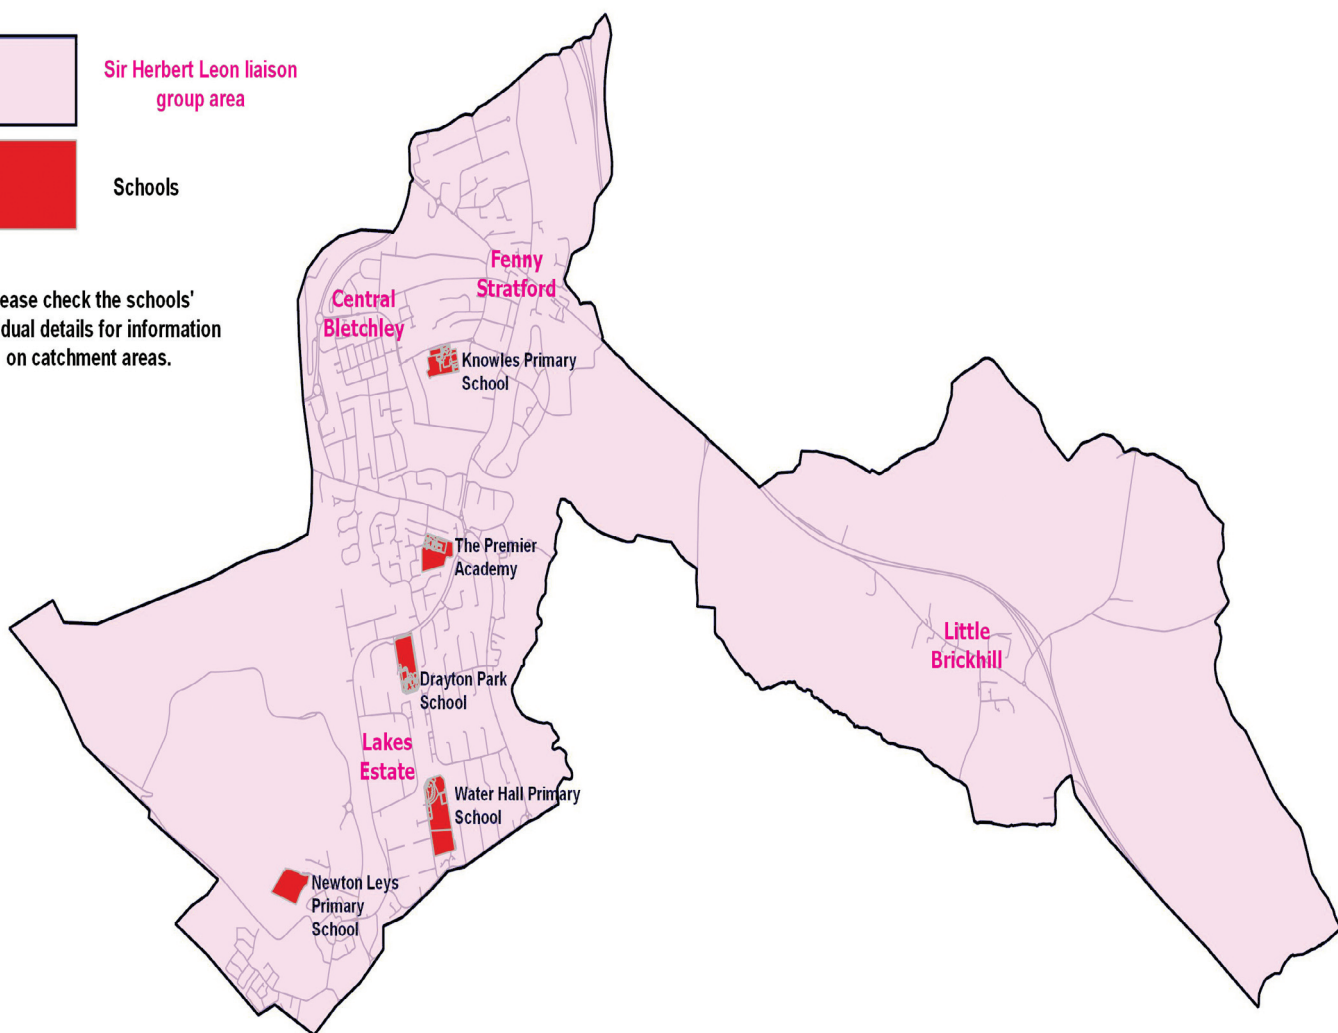 Sir Herbert Leon liaison
group area
Schools
ease check the schools'
dual details for information
on catchment areas.
Fenny
Stratford
Central
Bletchley
Knowles Primary
School
The Premier
Academy
Little
Brickhill
Drayton Park
School
Lakes
Estate
Water Hall Primary
School
Newton Leys
Primary
School